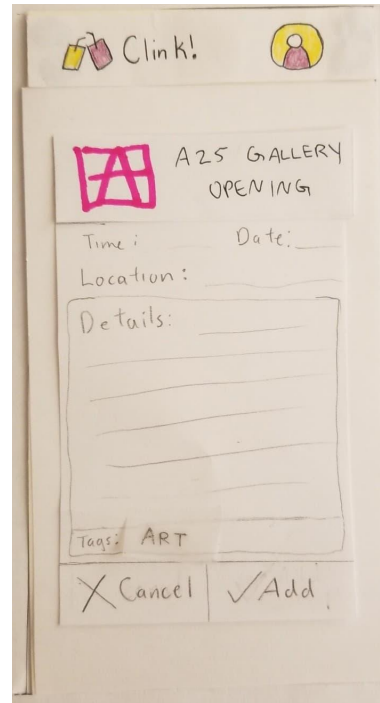 Clink!
A
A25 GALLERY
OPENING
Time: Date:
Location:
Details:
Tags: ART
X Cancel ✓Add